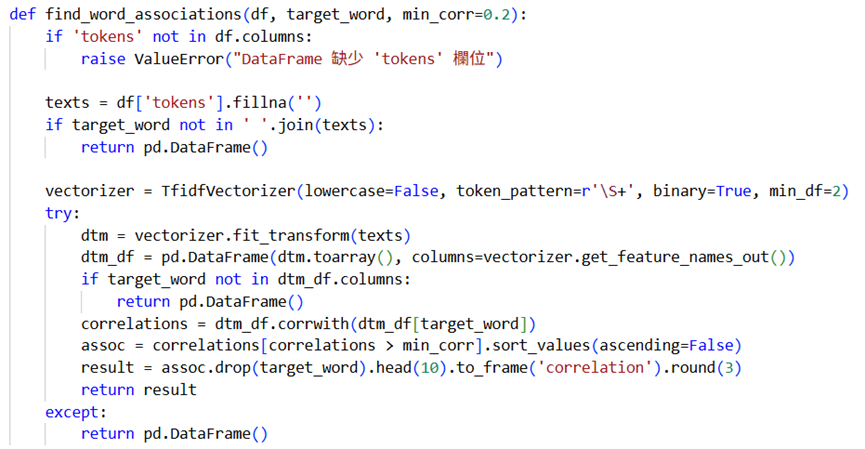 def find_word_associations(df, target_word, min_corr=0.2):
    if 'tokens' not in df.columns:
        raise ValueError("DataFrame 缺少 'tokens' 欄位")

    texts = df['tokens'].fillna('')
    if target_word not in ' '.join(texts):
        return pd.DataFrame()

    vectorizer = TfidfVectorizer(lowercase=False, token_pattern=r'\S+', binary=True, min_df=2)
    try:
        dtm = vectorizer.fit_transform(texts)
        dtm_df = pd.DataFrame(dtm.toarray(), columns=vectorizer.get_feature_names_out())
        if target_word not in dtm_df.columns:
            return pd.DataFrame()
        correlations = dtm_df.corrwith(dtm_df[target_word])
        assoc = correlations[correlations > min_corr].sort_values(ascending=False)
        result = assoc.drop(target_word).head(10).to_frame('correlation').round(3)
        return result
    except:
        return pd.DataFrame()